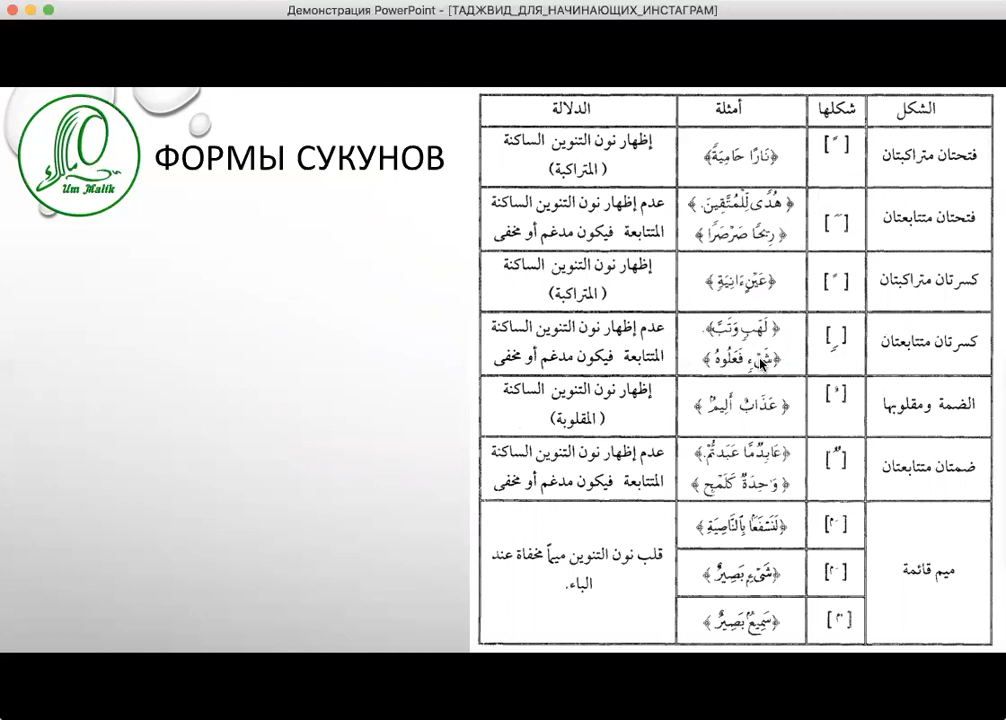 Демонстрация PowerPoint - [ТАДЖВИД_ДЛЯ_НАЧИНАЮЩИХ_ИНСТАГРАМ]
Um Malik
ФОРМЫ СУКУНОВ
الشكل شكلها أمثلة الدلالة
فتحتان متراكبتان [ ً ] ﴿نَارًا حَامِيَةً﴾ إظهار نون التنوين الساكنة
(المتراكبة)
فتحتان متتابعتان [ ً ] ﴿هُدًى لِّلْمُتَّقِينَ﴾ عدم إظهار نون التنوين الساكنة
﴿رِيحًا صَرْصَرًا﴾ المتتابعة فيكون مدغم أو مخفى
كسرتان متراكبتان [ ٍ ] ﴿عَيْنٍ ءَانِيَةٍ﴾ إظهار نون التنوين الساكنة
(المتراكبة)
كسرتان متتابعتان [ ٍ ] ﴿لَهَبٍ وَتَبَّ﴾ عدم إظهار نون التنوين الساكنة
﴿شَىْءٍ فَعَلُوهُ﴾ المتتابعة فيكون مدغم أو مخفى
الضمة ومقلوبها [ ٌ ] ﴿عَذَابٌ أَلِيمٌ﴾ إظهار نون التنوين الساكنة
(المقلوبة)
ضمتان متتابعتان [ ٌ ] ﴿عَابِدٌ مَّا عَبَدتُّمْ﴾ عدم إظهار نون التنوين الساكنة
﴿وَٰحِدَةٌ كَلَمْحٍ﴾ المتتابعة فيكون مدغم أو مخفى
ميم قائمة [ َۢ ] ﴿لَنَسْفَعَۢا بِٱلنَّاصِيَةِ﴾ قلب نون التنوين ميماً مخفاة عند
الباء.
[ ِۭ ] ﴿شَىْءِۭ بَصِيرٌ﴾
[ ُۢ ] ﴿سَمِيعُۢ بَصِيرٌ﴾